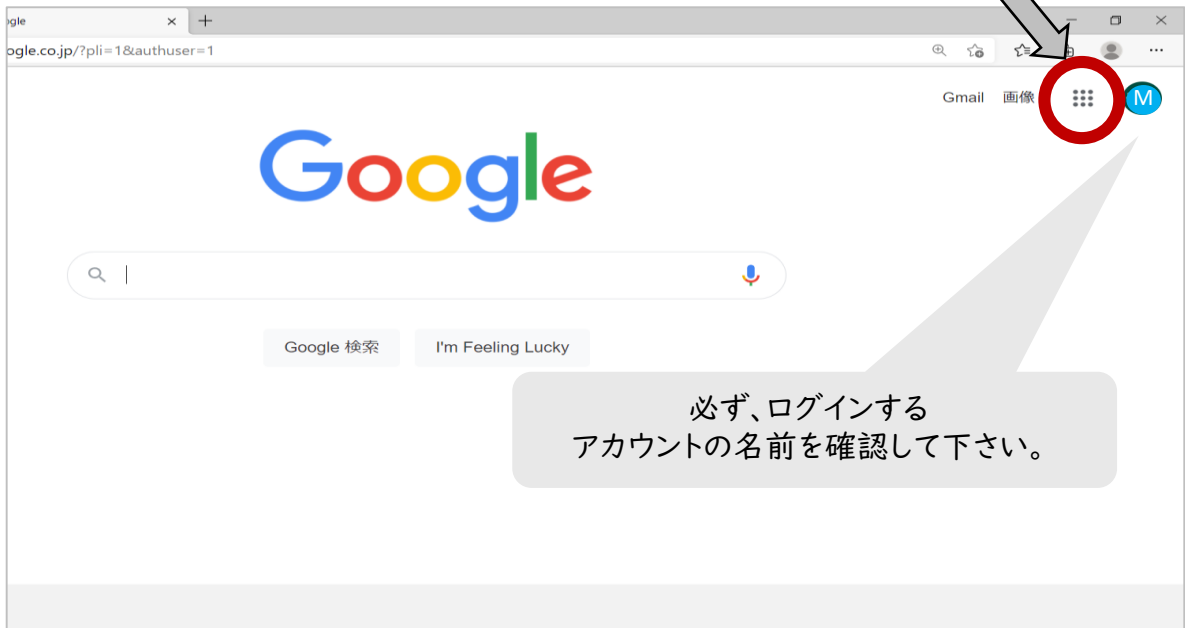 ogle
ogle.co.jp/?pli=1&authuser=1
Gmail 画像
M
Google
Google 検索 I'm Feeling Lucky
必ず、ログインする
アカウントの名前を確認して下さい。